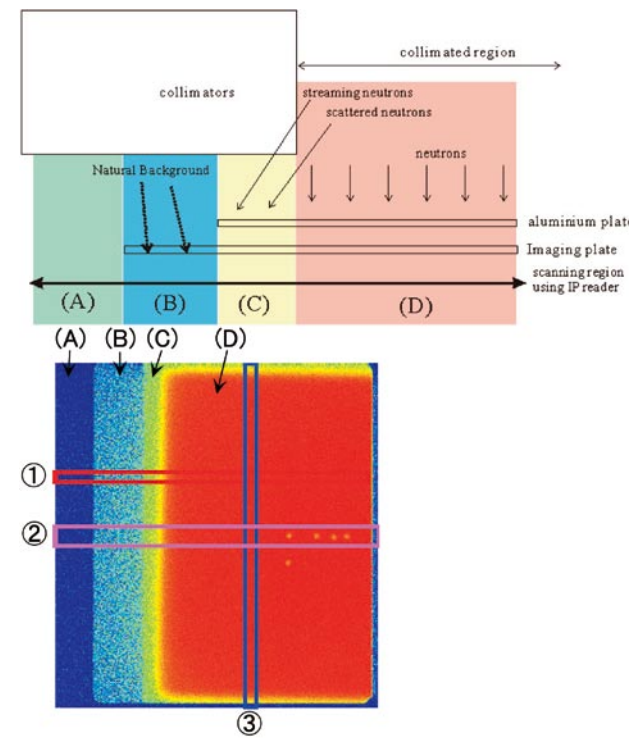 collimated region
collimators
streaming neutrons
scattered neutrons
Natural Background
neutrons
aluminium plate
Imaging plate
scanning region
using IP reader
(A) (B) (C) (D)
(A) (B) (C) (D)
①
②
③